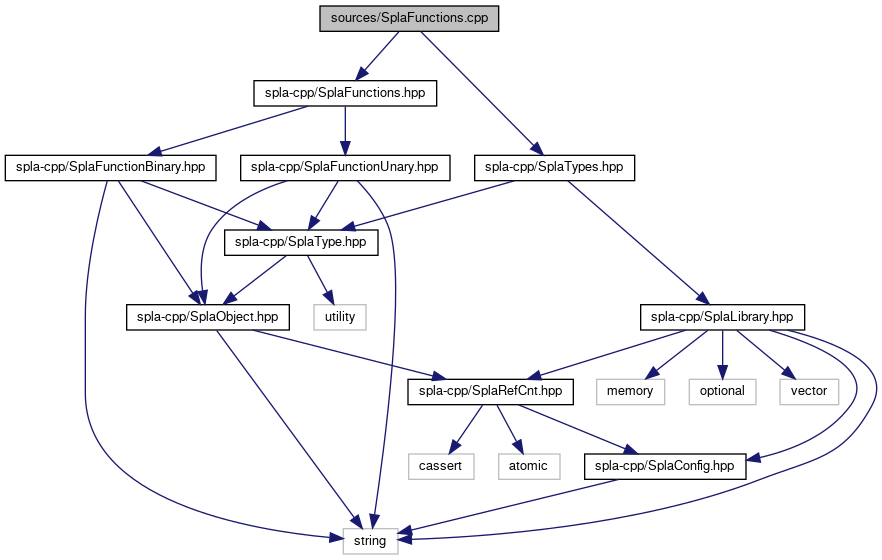 sources/SplaFunctions.cpp
spla-cpp/SplaFunctions.hpp
spla-cpp/SplaFunctionBinary.hpp
spla-cpp/SplaFunctionUnary.hpp
spla-cpp/SplaTypes.hpp
spla-cpp/SplaType.hpp
spla-cpp/SplaObject.hpp
utility
spla-cpp/SplaLibrary.hpp
spla-cpp/SplaRefCnt.hpp
memory
optional
vector
cassert
atomic
spla-cpp/SplaConfig.hpp
string